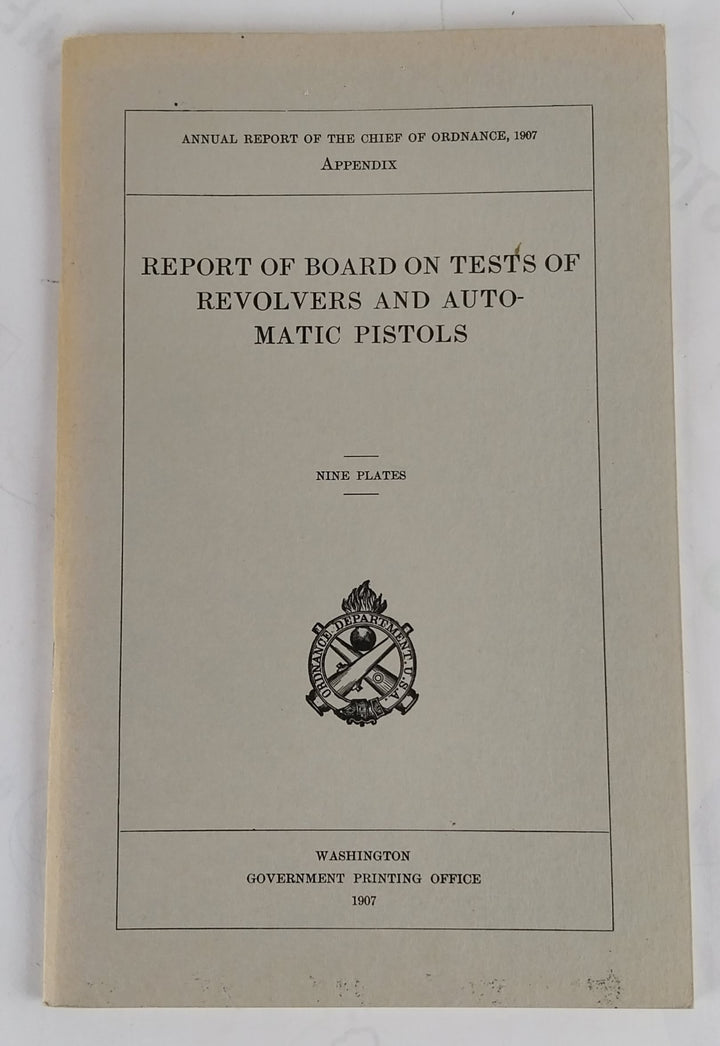 ANNUAL REPORT OF THE CHIEF OF ORDNANCE, 1907
APPENDIX
REPORT OF BOARD ON TESTS OF
REVOLVERS AND AUTO-
MATIC PISTOLS
NINE PLATES
ORDNANCE DEPARTMENT. U.S.A.
WASHINGTON
GOVERNMENT PRINTING OFFICE
1907